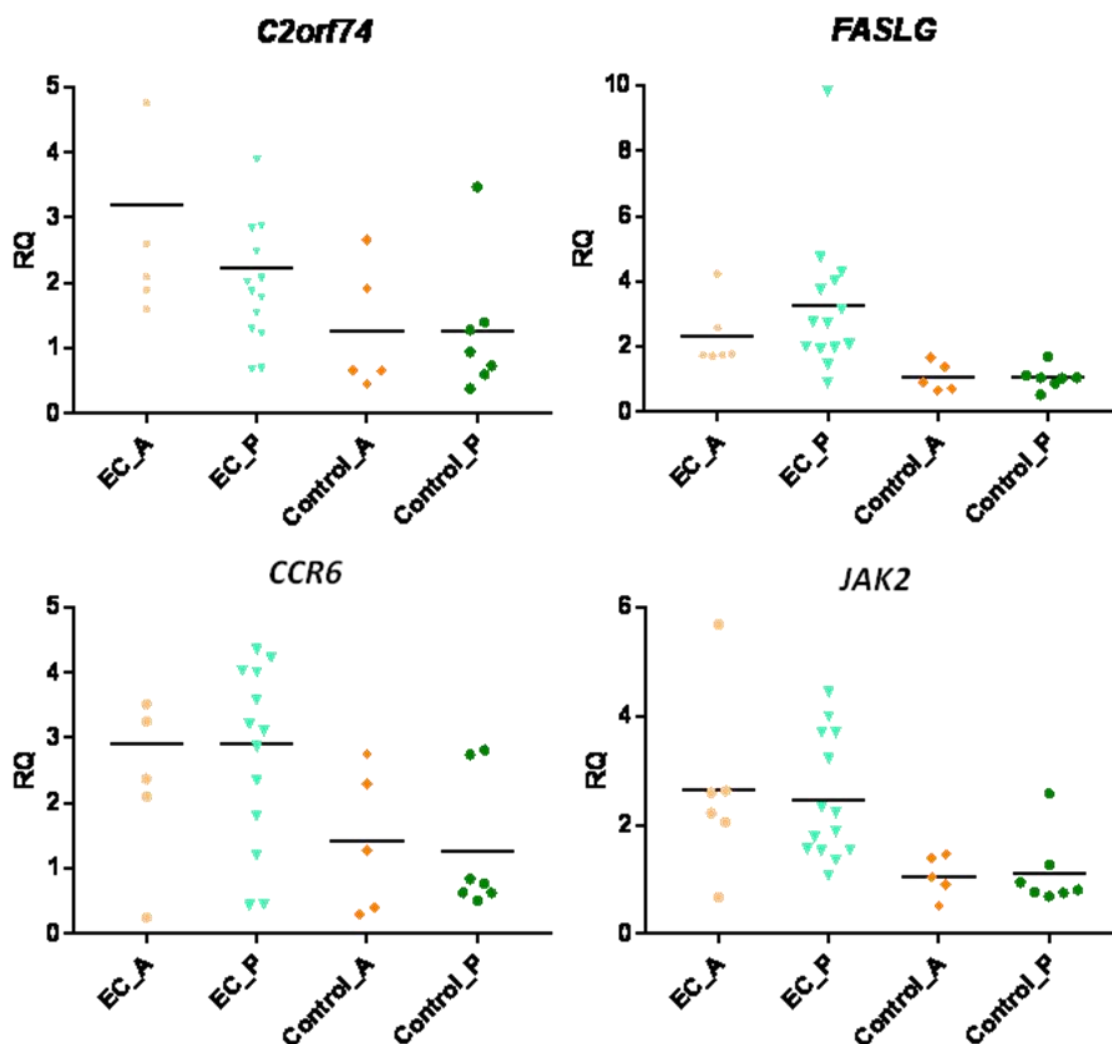 C2orf74
RQ
5
4
3
2
1
0
EC_A
EC_P
Control_A
Control_P
FASLG
RQ
10
8
6
4
2
0
EC_A
EC_P
Control_A
Control_P
CCR6
RQ
5
4
3
2
1
0
EC_A
EC_P
Control_A
Control_P
JAK2
RQ
6
4
2
0
EC_A
EC_P
Control_A
Control_P